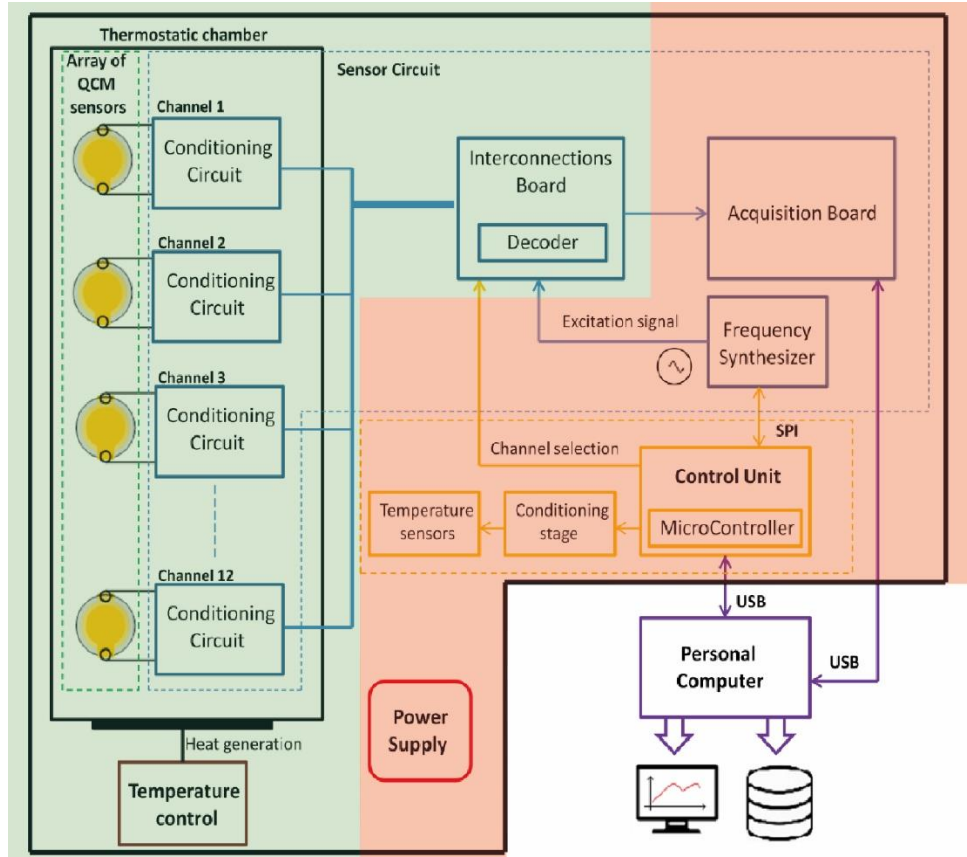 Thermostatic chamber
Array of
QCM
sensors
Sensor Circuit
Channel 1
Conditioning
Circuit
Channel 2
Conditioning
Circuit
Channel 3
Conditioning
Circuit
Channel 12
Conditioning
Circuit
Interconnections
Board
Decoder
Acquisition Board
Excitation signal
Frequency
Synthesizer
SPI
Channel selection
Control Unit
MicroController
Temperature
sensors
Conditioning
stage
USB
USB
Personal
Computer
Power
Supply
Heat generation
Temperature
control